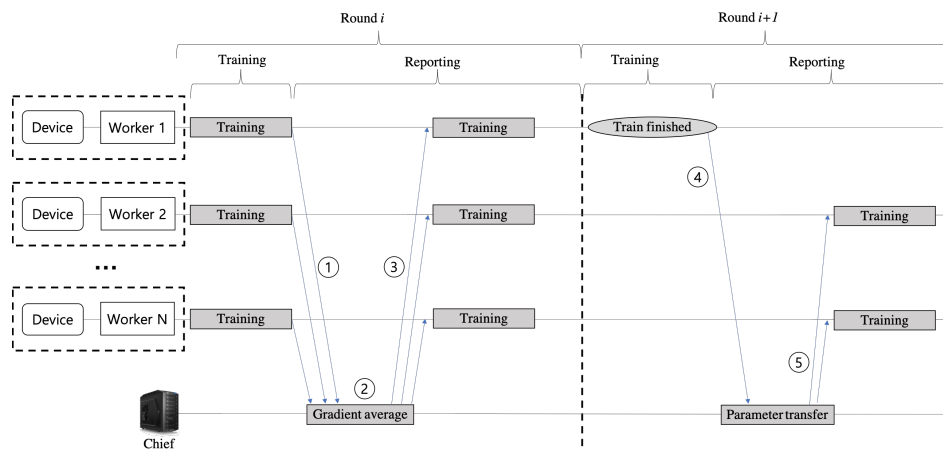 Round i
Round i+1
Training
Reporting
Training
Reporting
Device
Worker 1
Training
Training
Train finished
④
Device
Worker 2
Training
Training
Training
...
①
③
Device
Worker N
Training
Training
Training
⑤
②
Gradient average
Parameter transfer
Chief